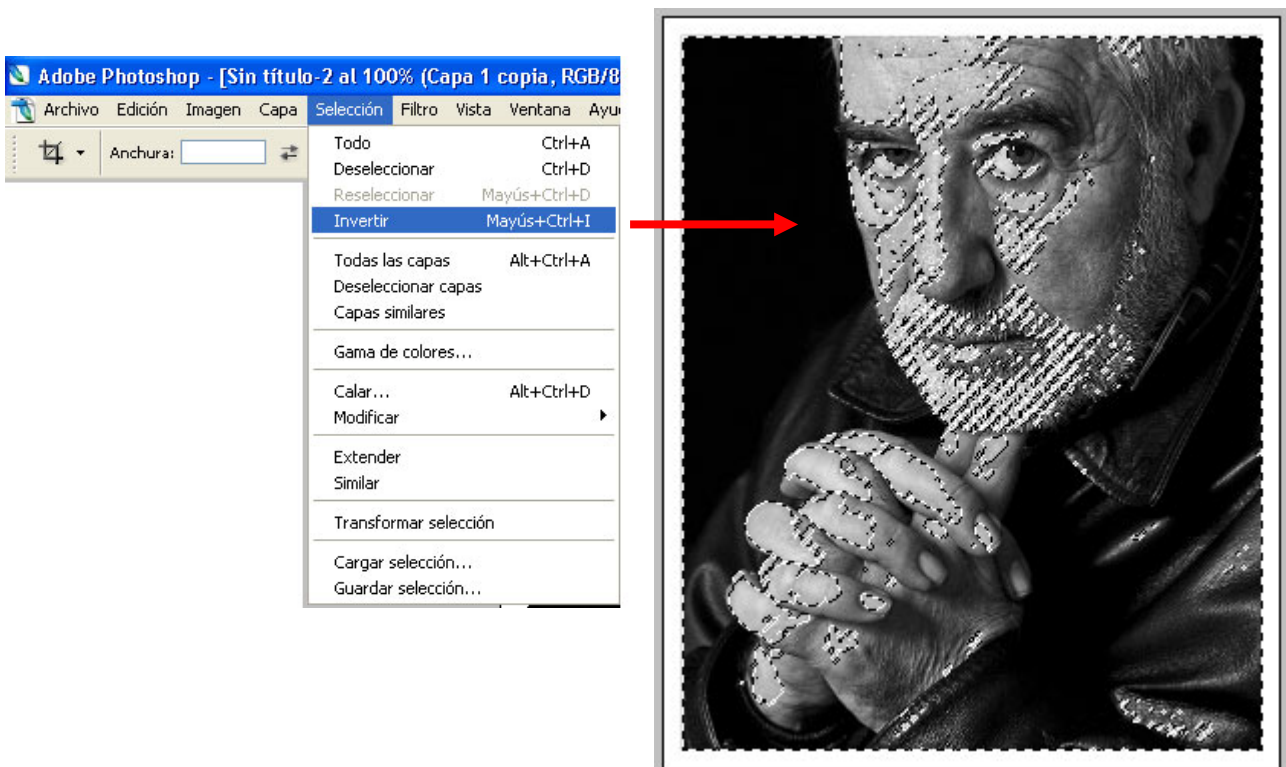 Adobe Photoshop - [Sin título-2 al 100% (Capa 1 copia, RGB/8
Archivo Edición Imagen Capa Selección Filtro Vista Ventana Ayu
Anchura:
Todo Ctrl+A
Deseleccionar Ctrl+D
Reseleccionar Mayús+Ctrl+D
Invertir Mayús+Ctrl+I
Todas las capas Alt+Ctrl+A
Deseleccionar capas
Capas similares
Gama de colores...
Calar... Alt+Ctrl+D
Modificar
Extender
Similar
Transformar selección
Cargar selección...
Guardar selección...